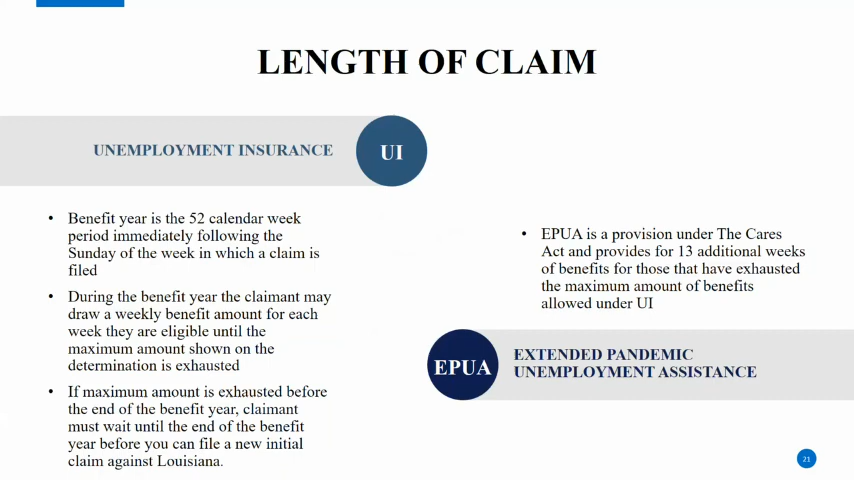 LENGTH OF CLAIM
UNEMPLOYMENT INSURANCE
UI
• Benefit year is the 52 calendar week
period immediately following the
Sunday of the week in which a claim is
filed
• During the benefit year the claimant may
draw a weekly benefit amount for each
week they are eligible until the
maximum amount shown on the
determination is exhausted
• If maximum amount is exhausted before
the end of the benefit year, claimant
must wait until the end of the benefit
year before you can file a new initial
claim against Louisiana.
• EPUA is a provision under The Cares
Act and provides for 13 additional weeks
of benefits for those that have exhausted
the maximum amount of benefits
allowed under UI
EPUA
EXTENDED PANDEMIC
UNEMPLOYMENT ASSISTANCE
21